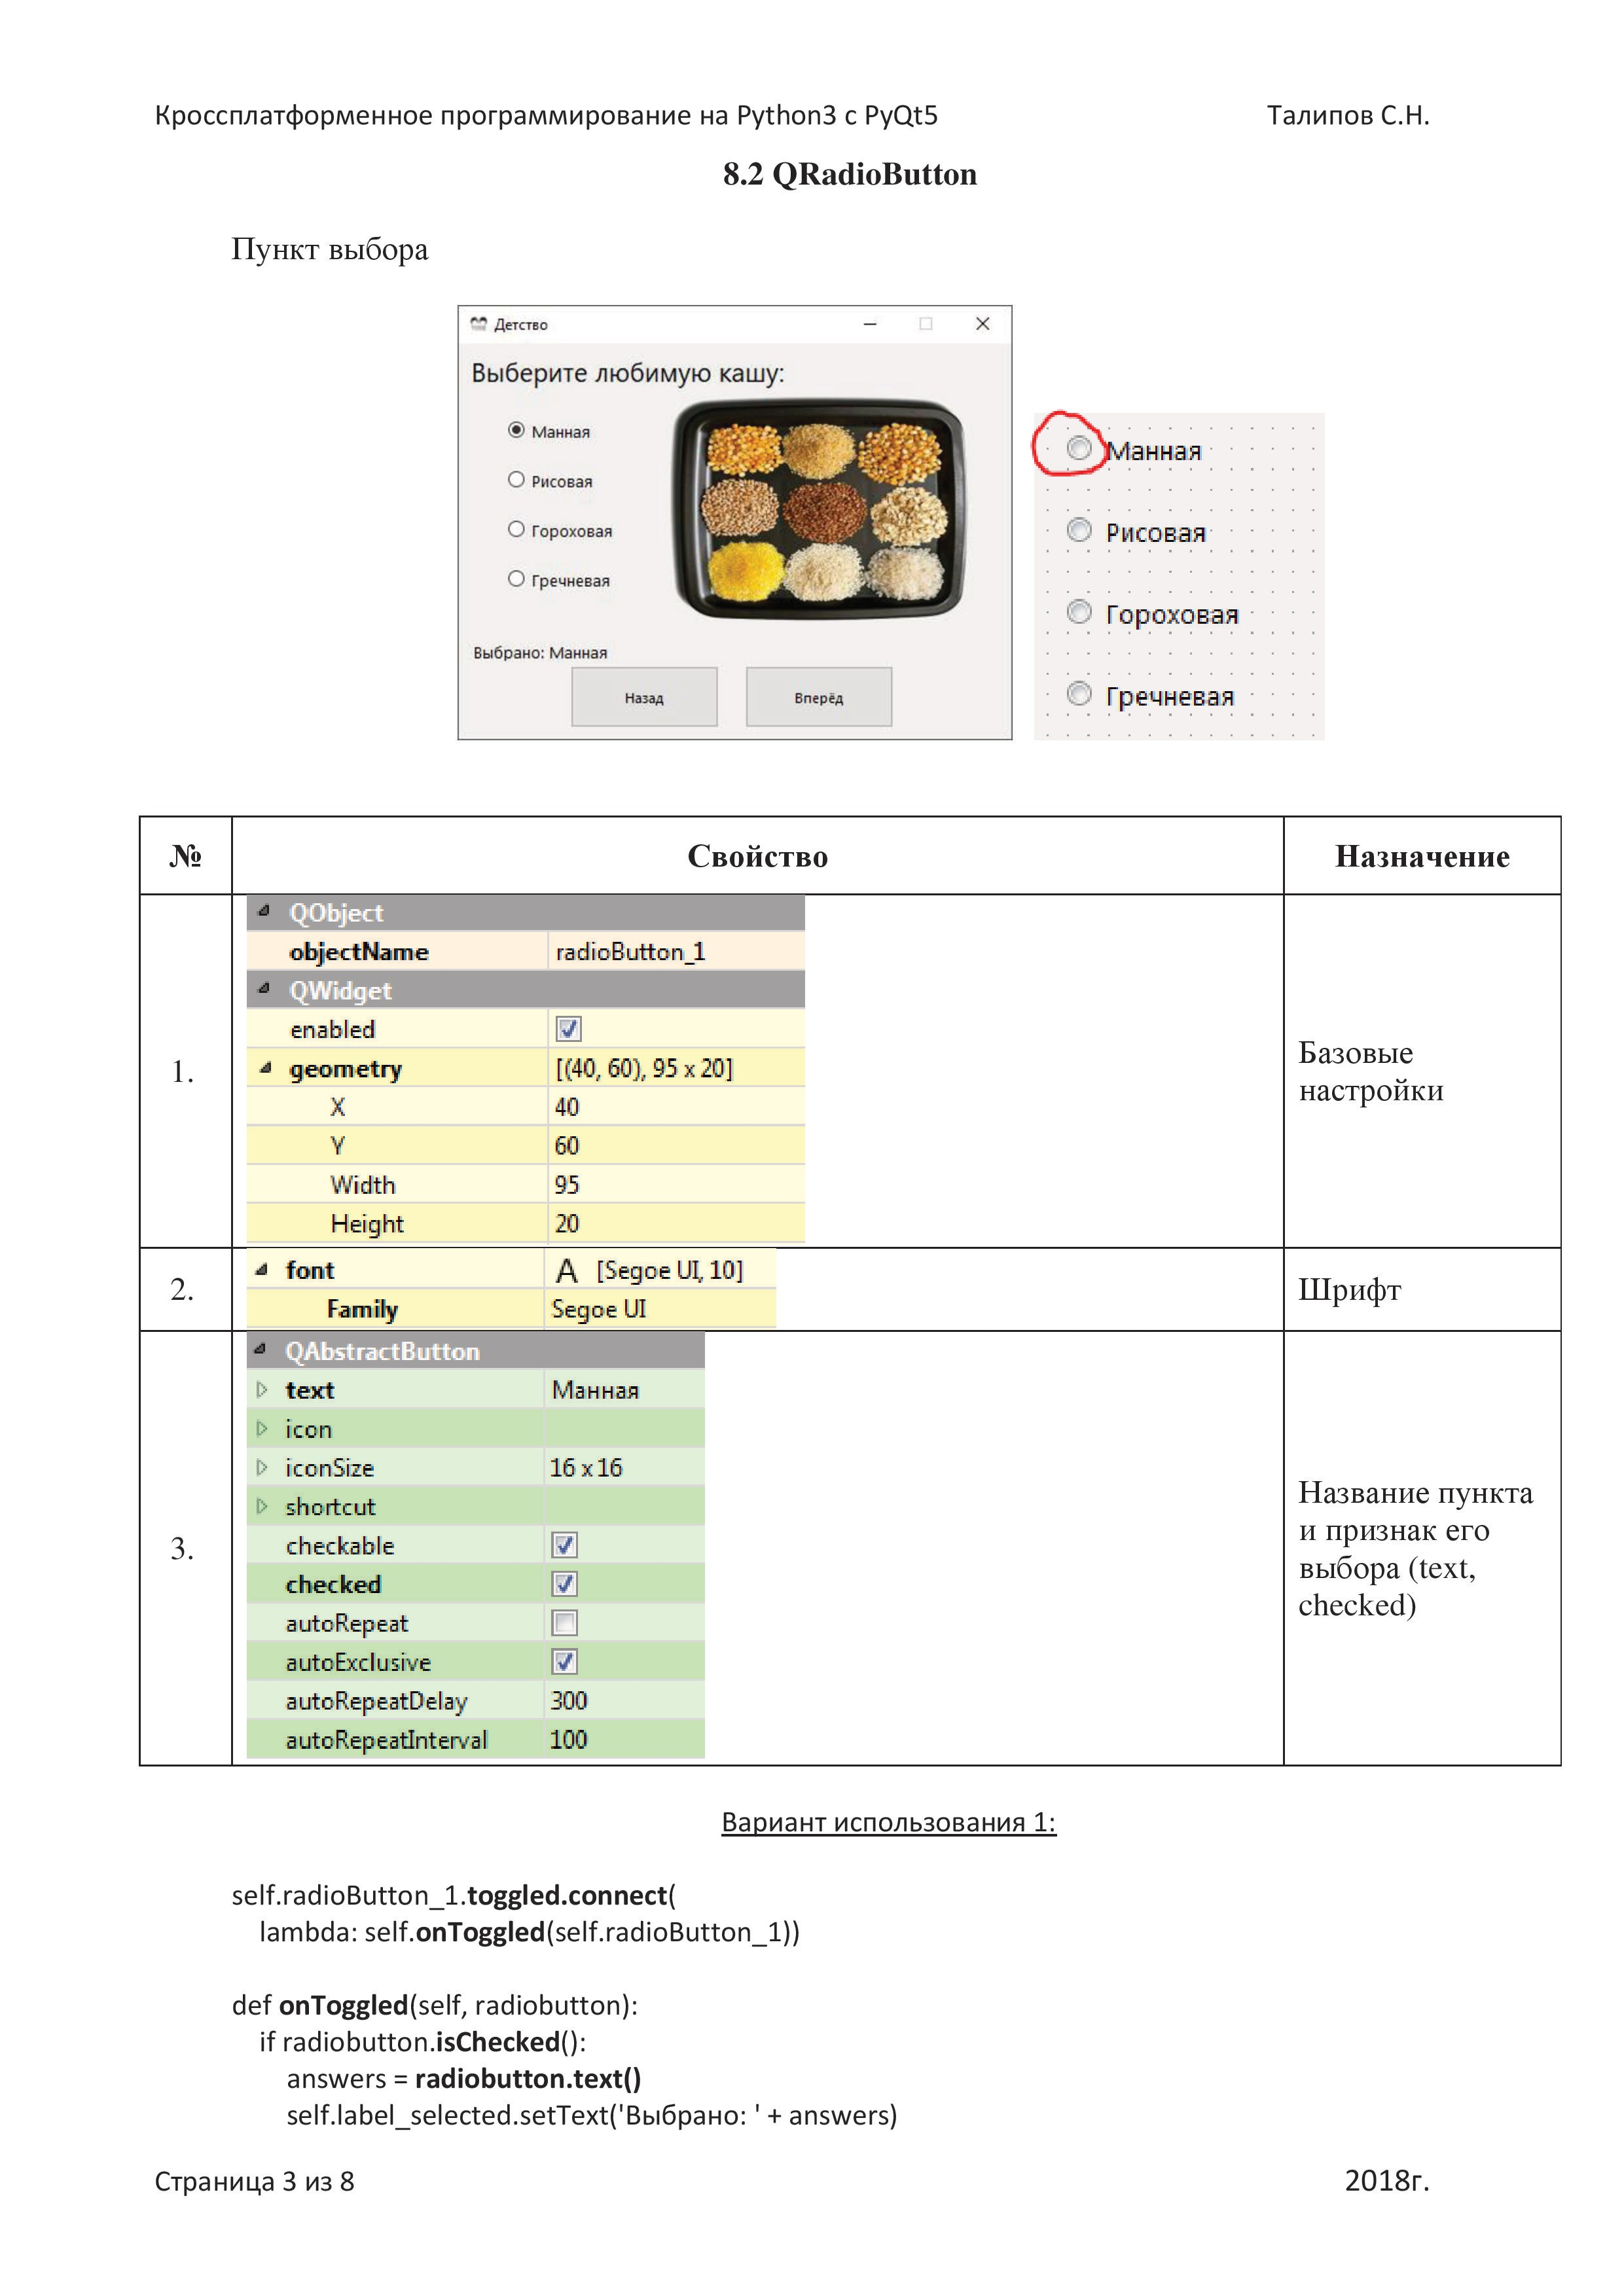 Кроссплатформенное программирование на Python3 с PyQt5 Талипов С.Н.
8.2 QRadioButton
Пункт выбора
Детство
Выберите любимую кашу:
Манная
Рисовая
Гороховая
Гречневая
Выбрано: Манная
Назад Вперёд
Манная
Рисовая
Гороховая
Гречневая
№ Свойство Назначение
1.
QObject
objectName radioButton_1
QWidget
enabled
geometry [(40, 60), 95 x 20]
X 40
Y 60
Width 95
Height 20
Базовые
настройки
2.
font A [Segoe UI, 10]
Family Segoe UI
Шрифт
3.
QAbstractButton
text Манная
icon
iconSize 16 x 16
shortcut
checkable
checked
autoRepeat
autoExclusive
autoRepeatDelay 300
autoRepeatInterval 100
Название пункта
и признак его
выбора (text,
checked)
Вариант использования 1:
self.radioButton_1.toggled.connect(
lambda: self.onToggled(self.radioButton_1))
def onToggled(self, radiobutton):
if radiobutton.isChecked():
answers = radiobutton.text()
self.label_selected.setText('Выбрано: ' + answers)
Страница 3 из 8 2018г.